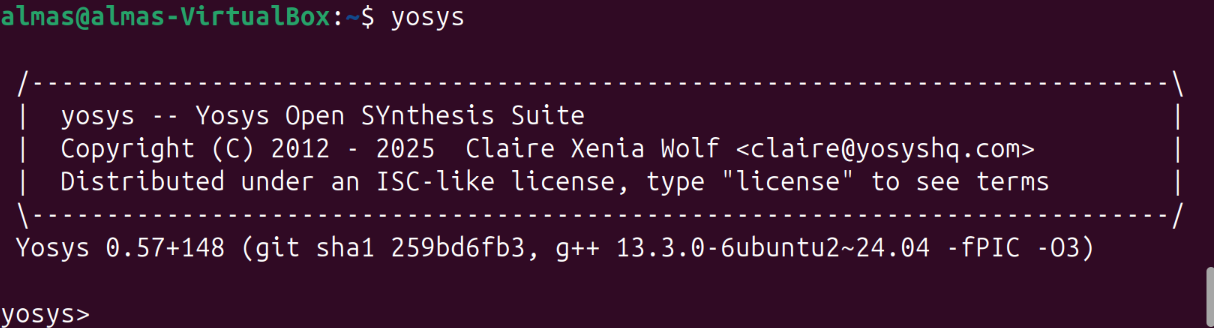 almas@almas-VirtualBox:~$ yosys
/----------------------------------------------------------------------------\
|  yosys -- Yosys Open SYnthesis Suite                                       |
|  Copyright (C) 2012 - 2025  Claire Xenia Wolf <claire@yosyshq.com>         |
|  Distributed under an ISC-like license, type "license" to see terms        |
\----------------------------------------------------------------------------/
Yosys 0.57+148 (git sha1 259bd6fb3, g++ 13.3.0-6ubuntu2~24.04 -fPIC -O3)
yosys>